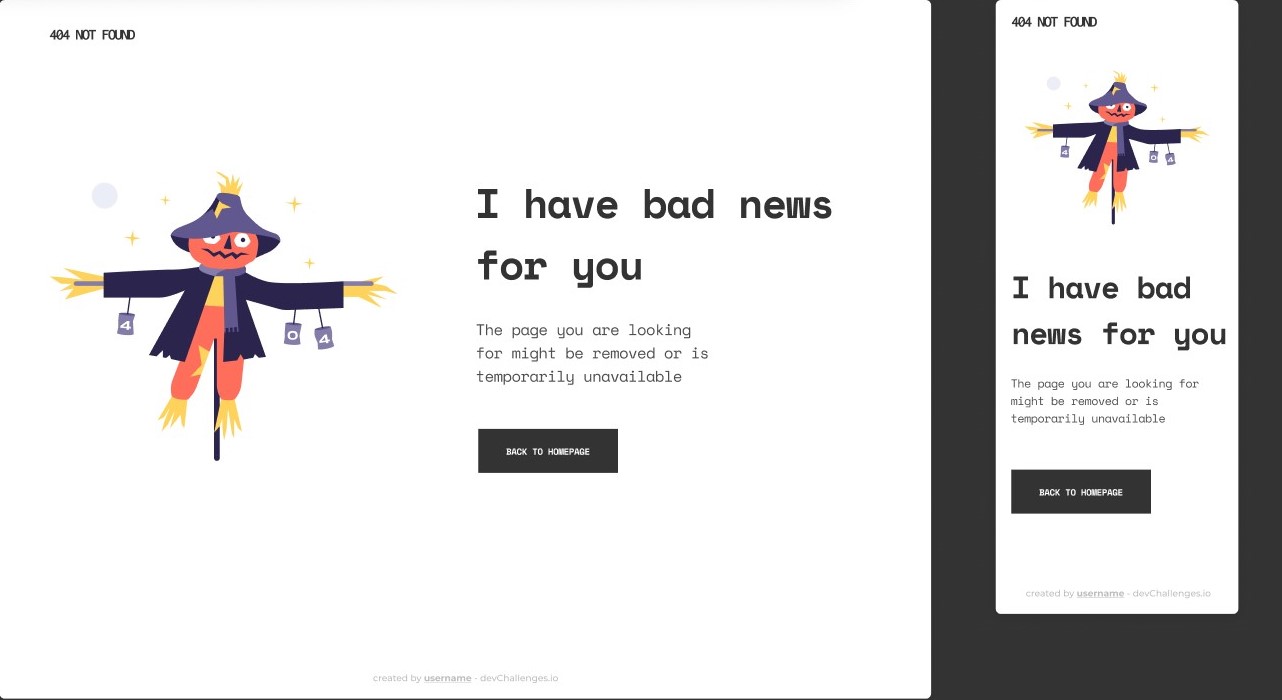 404 NOT FOUND
I have bad news
for you
4
0
4
The page you are looking
for might be removed or is
temporarily unavailable
BACK TO HOMEPAGE
created by username - devChallenges.io
404 NOT FOUND
4
0
4
I have bad
news for you
The page you are looking for
might be removed or is
temporarily unavailable
BACK TO HOMEPAGE
created by username - devChallenges.io